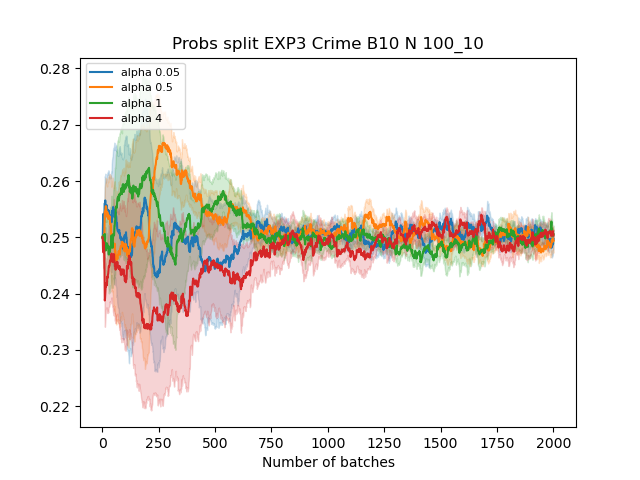 Probs split EXP3 Crime B10 N 100_10
alpha 0.05
alpha 0.5
alpha 1
alpha 4
0.28
0.27
0.26
0.25
0.24
0.23
0.22
0 250 500 750 1000 1250 1500 1750 2000
Number of batches